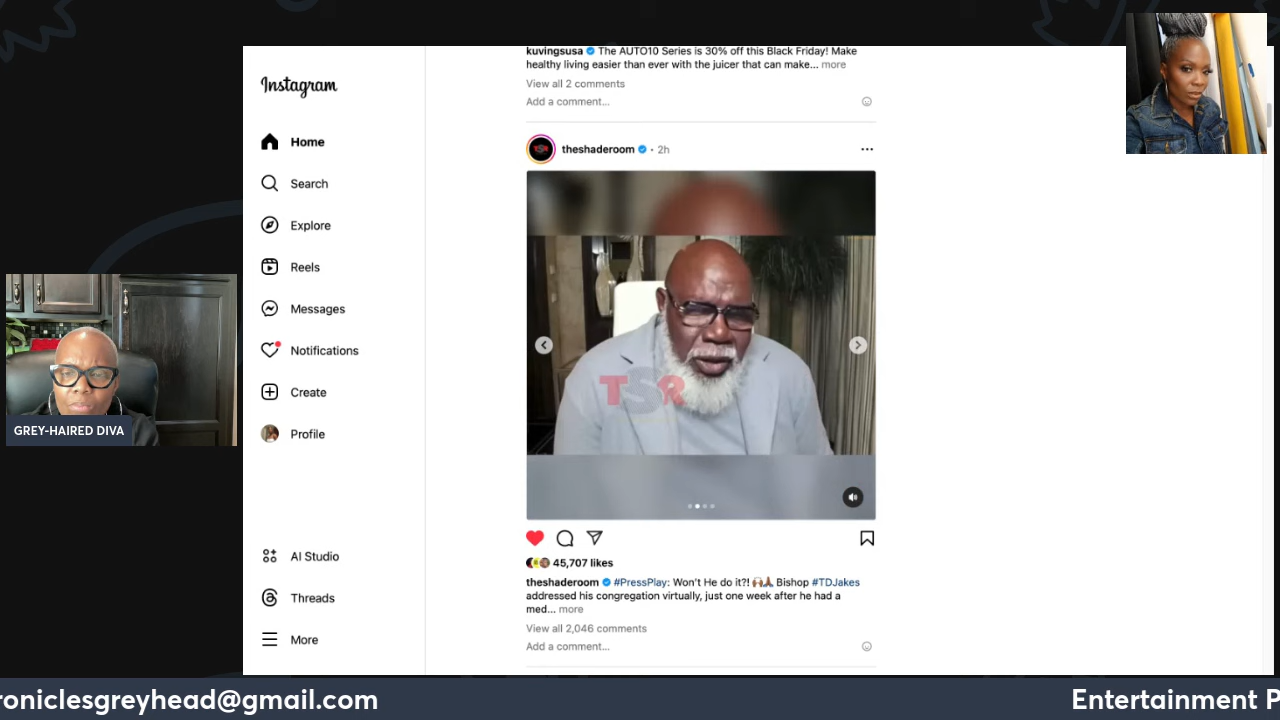 kuvingsusa The AUTO10 Series is 30% off this Black Friday! Make
healthy living easier than ever with the juicer that can make... more
View all 2 comments
Add a comment...
Instagram
Home
Search
Explore
Reels
Messages
Notifications
Create
Profile
AI Studio
Threads
More
theshaderoom • 2h
TSR
45,707 likes
theshaderoom #PressPlay: Won't He do it?! 🙌🏾🙏🏾 Bishop #TDJakes
addressed his congregation virtually, just one week after he had a
med... more
View all 2,046 comments
Add a comment...
GREY-HAIRED DIVA
roniclesgreyhead@gmail.com
Entertainment P